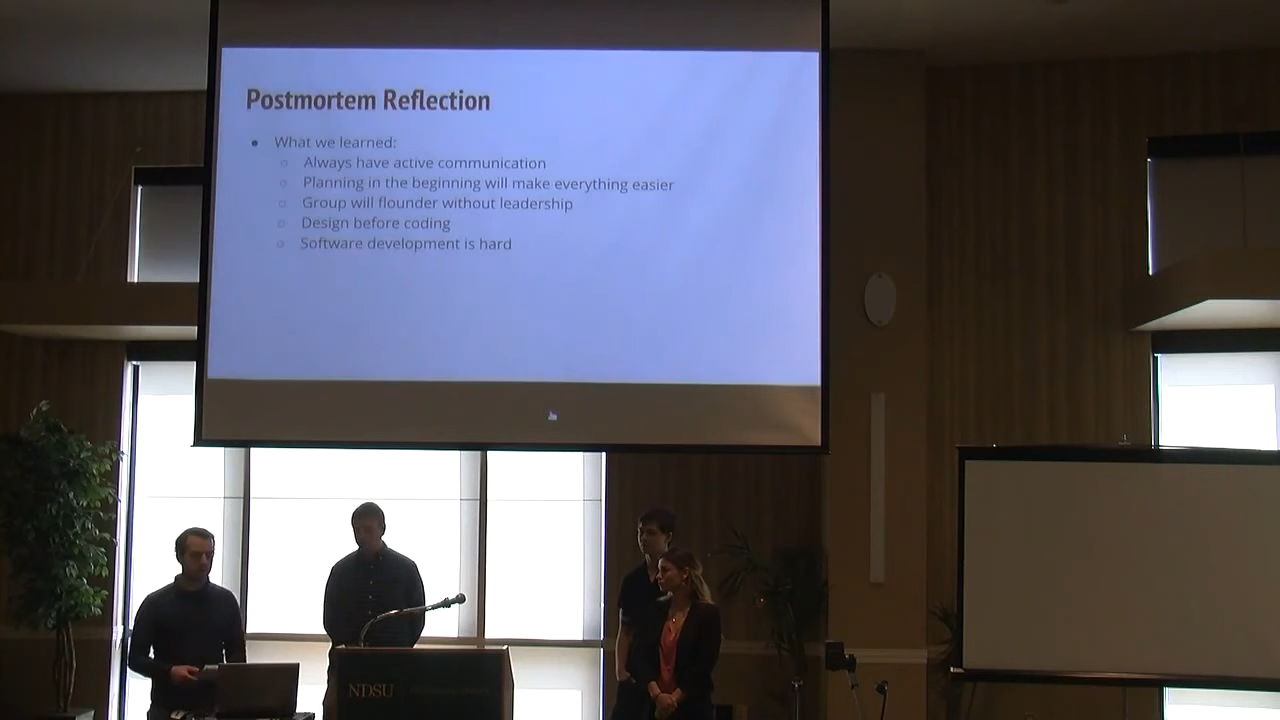 Postmortem Reflection
● What we learned:
○ Always have active communication
○ Planning in the beginning will make everything easier
○ Group will flounder without leadership
○ Design before coding
○ Software development is hard
NDSU